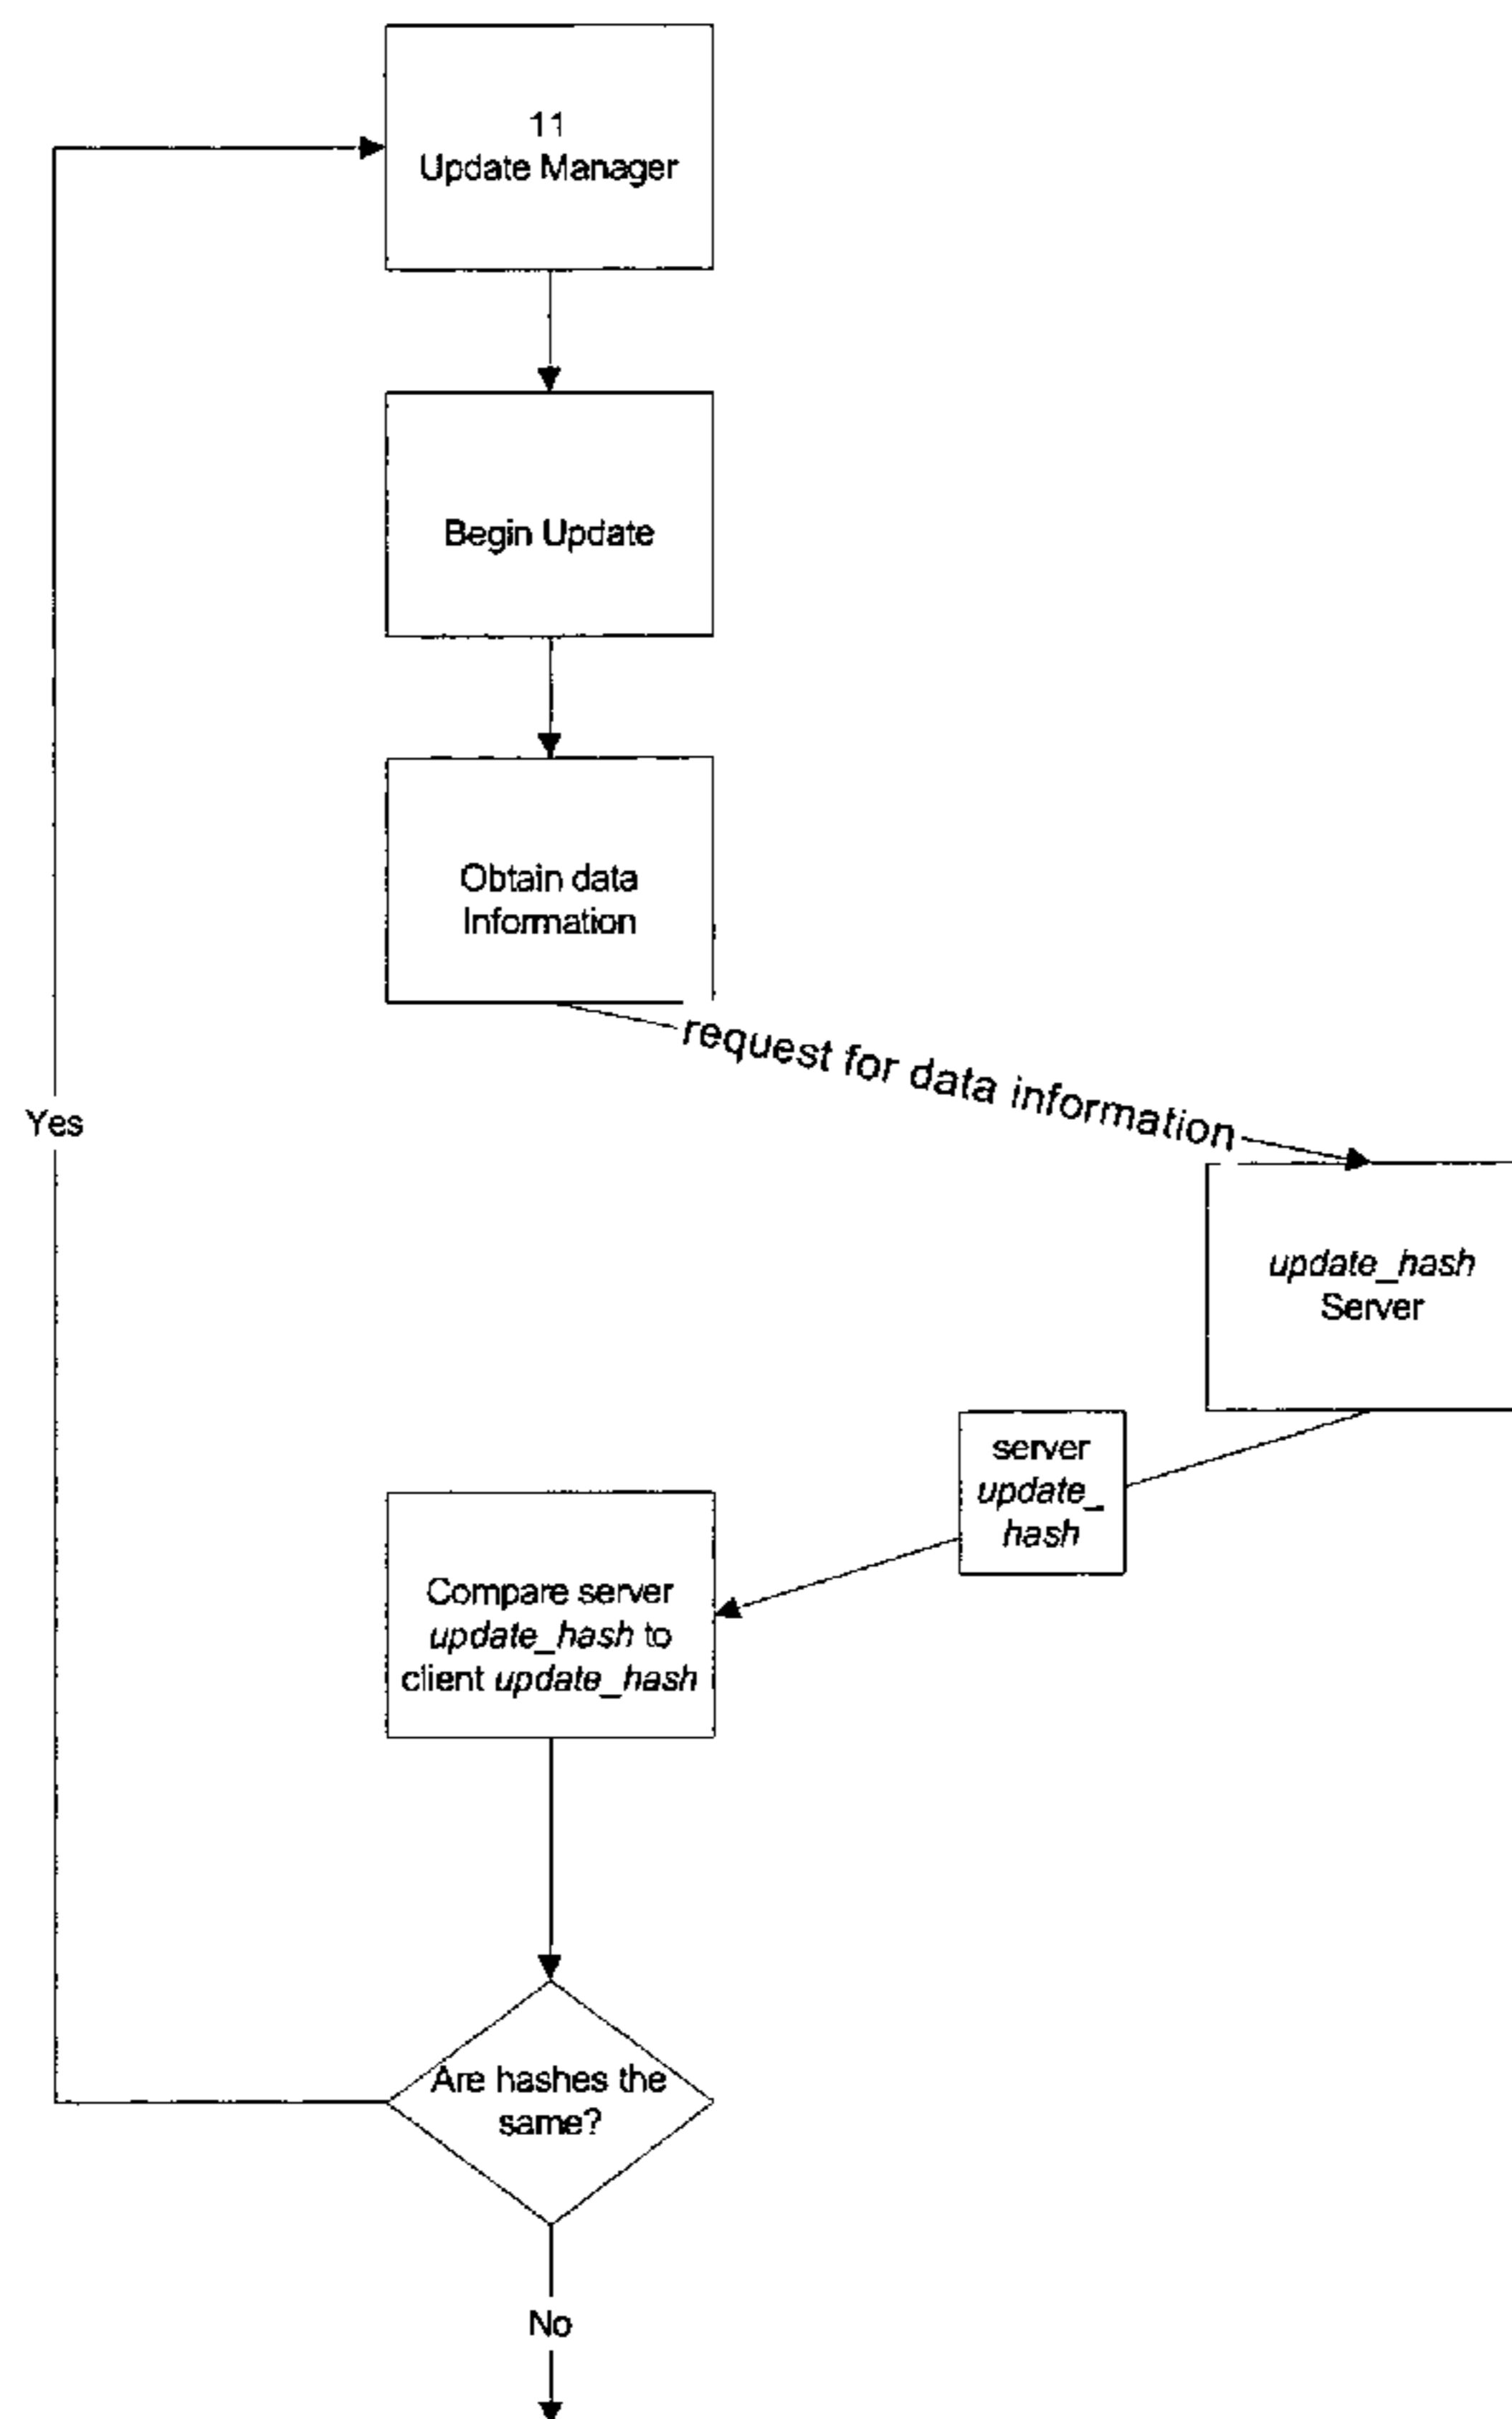 11
Update Manager
Begin Update
Obtain data
Information
request for data information
Yes
update_hash
Server
server
update_
hash
Compare server
update_hash to
client update_hash
Are hashes the
same?
No